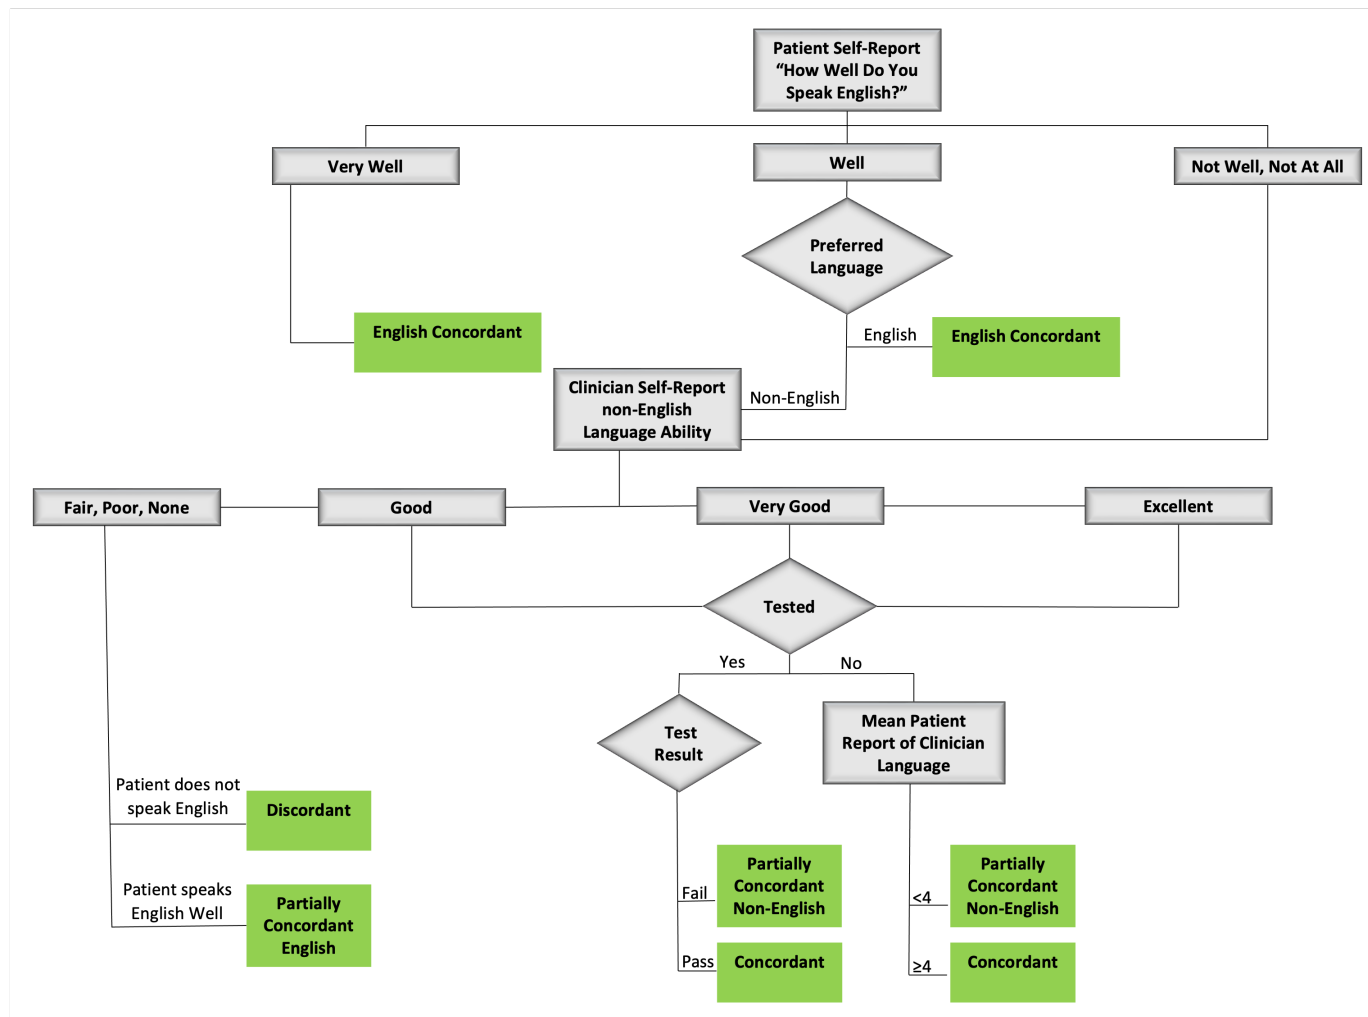 Patient Self-Report
“How Well Do You
Speak English?”
Very Well
Well
Not Well, Not At All
Preferred
Language
English Concordant
English
English Concordant
Clinician Self-Report
non-English
Language Ability
Non-English
Fair, Poor, None
Good
Very Good
Excellent
Tested
Yes
No
Test
Result
Mean Patient
Report of Clinician
Language
Patient does not
speak English
Discordant
Patient speaks
English Well
Partially
Concordant
English
Fail
Partially
Concordant
Non-English
Pass
Concordant
<4
Partially
Concordant
Non-English
≥4
Concordant